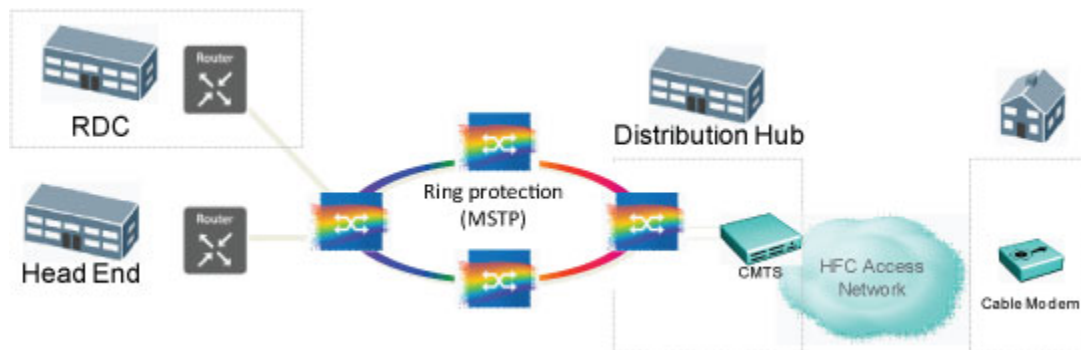 Router
RDC
Distribution Hub
Ring protection
(MSTP)
Router
Head End
CMTS
HFC Access
Network
Cable Modem